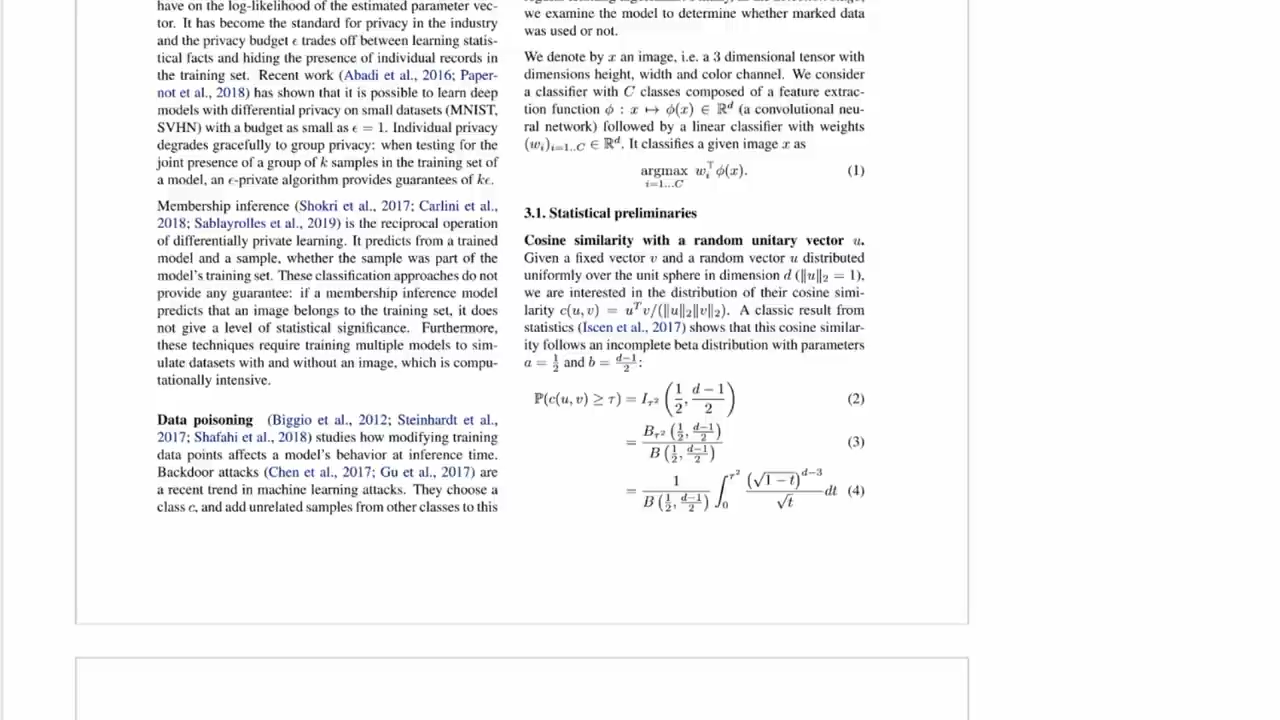 have on the log-likelihood of the estimated parameter vec-
tor. It has become the standard for privacy in the industry
and the privacy budget ϵ trades off between learning statis-
tical facts and hiding the presence of individual records in
the training set. Recent work (Abadi et al., 2016; Paper-
not et al., 2018) has shown that it is possible to learn deep
models with differential privacy on small datasets (MNIST,
SVHN) with a budget as small as ϵ = 1. Individual privacy
degrades gracefully to group privacy: when testing for the
joint presence of a group of k samples in the training set of
a model, an ϵ-private algorithm provides guarantees of kϵ.
Membership inference (Shokri et al., 2017; Carlini et al.,
2018; Sablayrolles et al., 2019) is the reciprocal operation
of differentially private learning. It predicts from a trained
model and a sample, whether the sample was part of the
model's training set. These classification approaches do not
provide any guarantee: if a membership inference model
predicts that an image belongs to the training set, it does
not give a level of statistical significance. Furthermore,
these techniques require training multiple models to sim-
ulate datasets with and without an image, which is compu-
tationally intensive.
Data poisoning (Biggio et al., 2012; Steinhardt et al.,
2017; Shafahi et al., 2018) studies how modifying training
data points affects a model's behavior at inference time.
Backdoor attacks (Chen et al., 2017; Gu et al., 2017) are
a recent trend in machine learning attacks. They choose a
class c, and add unrelated samples from other classes to this
we examine the model to determine whether marked data
was used or not.
We denote by x an image, i.e. a 3 dimensional tensor with
dimensions height, width and color channel. We consider
a classifier with C classes composed of a feature extrac-
tion function ϕ : x ↦ ϕ(x) ∈ ℝ^d (a convolutional neu-
ral network) followed by a linear classifier with weights
(w_i)_{i=1..C} ∈ ℝ^d. It classifies a given image x as
argmax_{i=1...C} w_i^⊤ ϕ(x). (1)
3.1. Statistical preliminaries
Cosine similarity with a random unitary vector u.
Given a fixed vector v and a random vector u distributed
uniformly over the unit sphere in dimension d (‖u‖₂ = 1),
we are interested in the distribution of their cosine simi-
larity c(u, v) = u^T v/(‖u‖₂‖v‖₂). A classic result from
statistics (Iscen et al., 2017) shows that this cosine similar-
ity follows an incomplete beta distribution with parameters
a = 1/2 and b = (d−1)/2:
ℙ(c(u, v) ≥ τ) = I_{τ²} (1/2, (d−1)/2) (2)
= B_{τ²} (1/2, (d−1)/2) / B (1/2, (d−1)/2) (3)
= 1 / B (1/2, (d−1)/2) ∫_0^{τ²} (√(1−t))^{d−3} / √t dt (4)